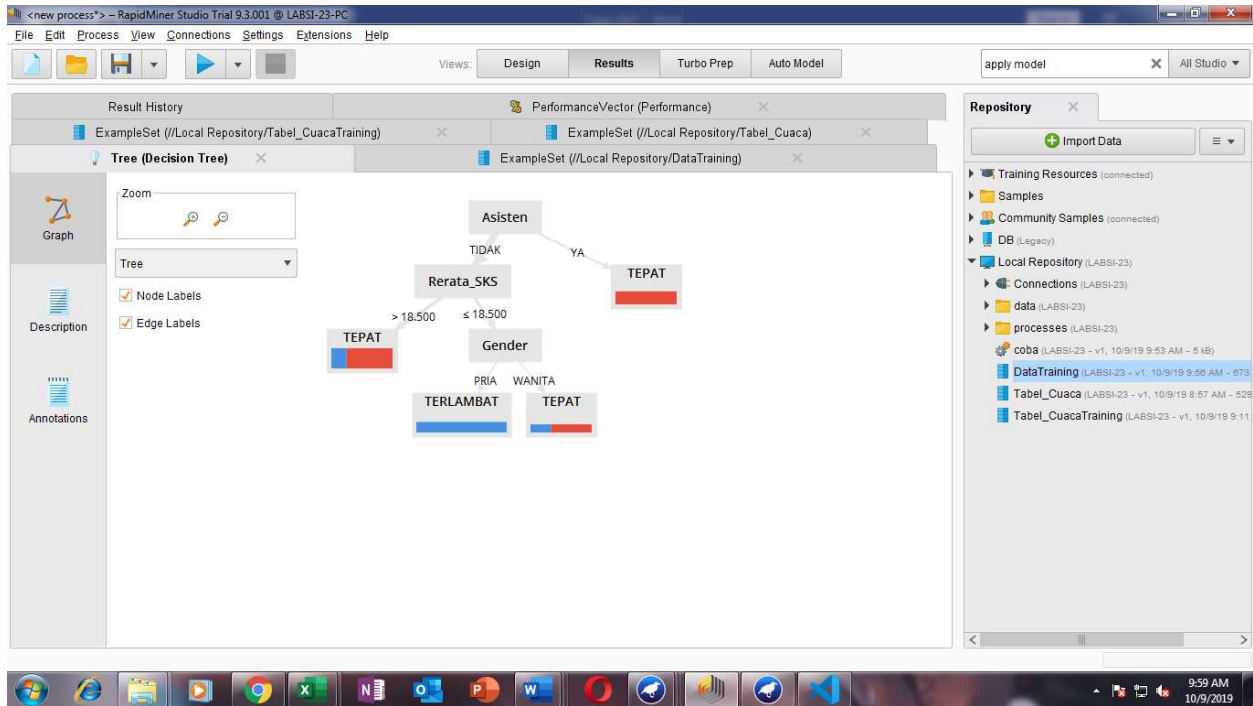 <new process*> – RapidMiner Studio Trial 9.3.001 @ LABSI-23-PC
File Edit Process View Connections Settings Extensions Help
Views: Design Results Turbo Prep Auto Model
apply model
All Studio
Result History
PerformanceVector (Performance)
ExampleSet (//Local Repository/Tabel_CuacaTraining)
ExampleSet (//Local Repository/Tabel_Cuaca)
Tree (Decision Tree)
ExampleSet (//Local Repository/DataTraining)
Graph
Description
Annotations
Zoom
Tree
Node Labels
Edge Labels
Asisten
TIDAK
YA
Rerata_SKS
TEPAT
> 18.500
≤ 18.500
TEPAT
Gender
PRIA
WANITA
TERLAMBAT
TEPAT
Repository
Import Data
Training Resources (connected)
Samples
Community Samples (connected)
DB (Legacy)
Local Repository (LABSI-23)
Connections (LABSI-23)
data (LABSI-23)
processes (LABSI-23)
coba (LABSI-23 - v1, 10/9/19 9:53 AM - 5 kB)
DataTraining (LABSI-23 - v1, 10/9/19 9:56 AM - 673
Tabel_Cuaca (LABSI-23 - v1, 10/9/19 8:57 AM - 529
Tabel_CuacaTraining (LABSI-23 - v1, 10/9/19 9:11
9:59 AM
10/9/2019